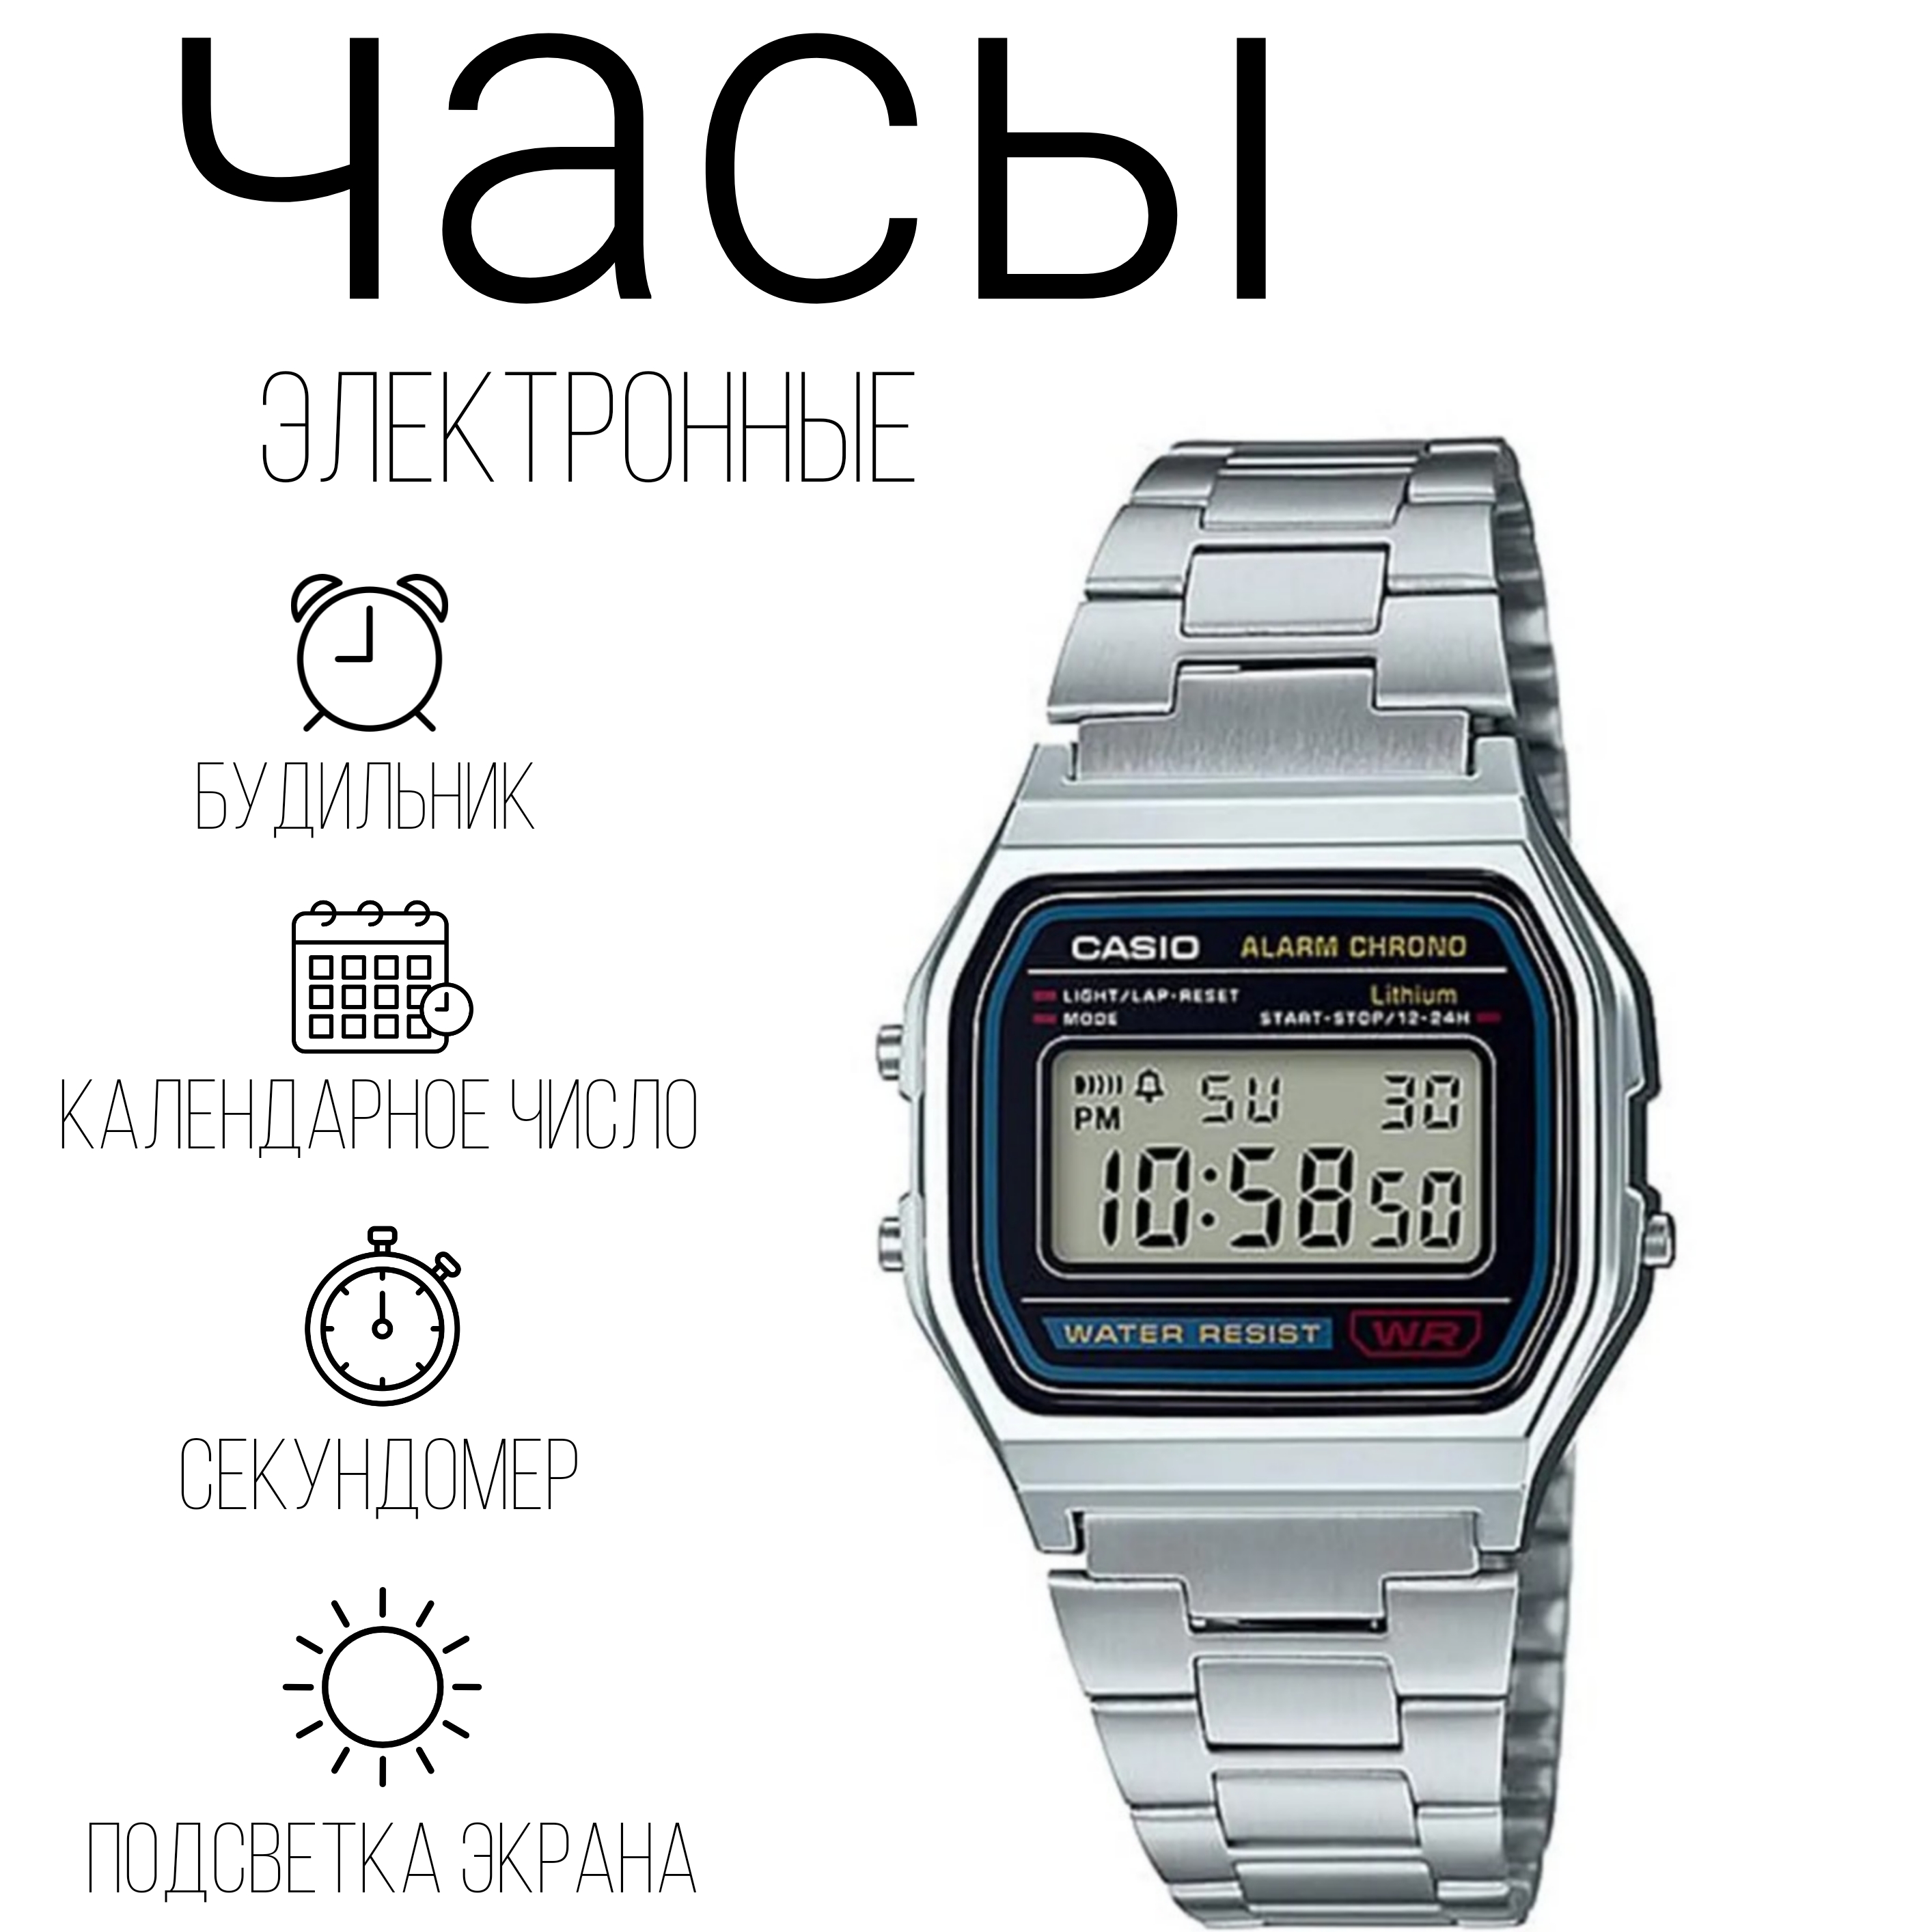 часы
ЭЛЕКТРОННЫЕ
БУДИЛЬНИК
КАЛЕНДАРНОЕ ЧИСЛО
СЕКУНДОМЕР
ПОДСВЕТКА ЭКРАНА
CASIO ALARM CHRONO
LIGHT/LAP-RESET Lithium
MODE START-STOP/12-24H
SU 30
PM
10:58 50
WATER RESIST WR